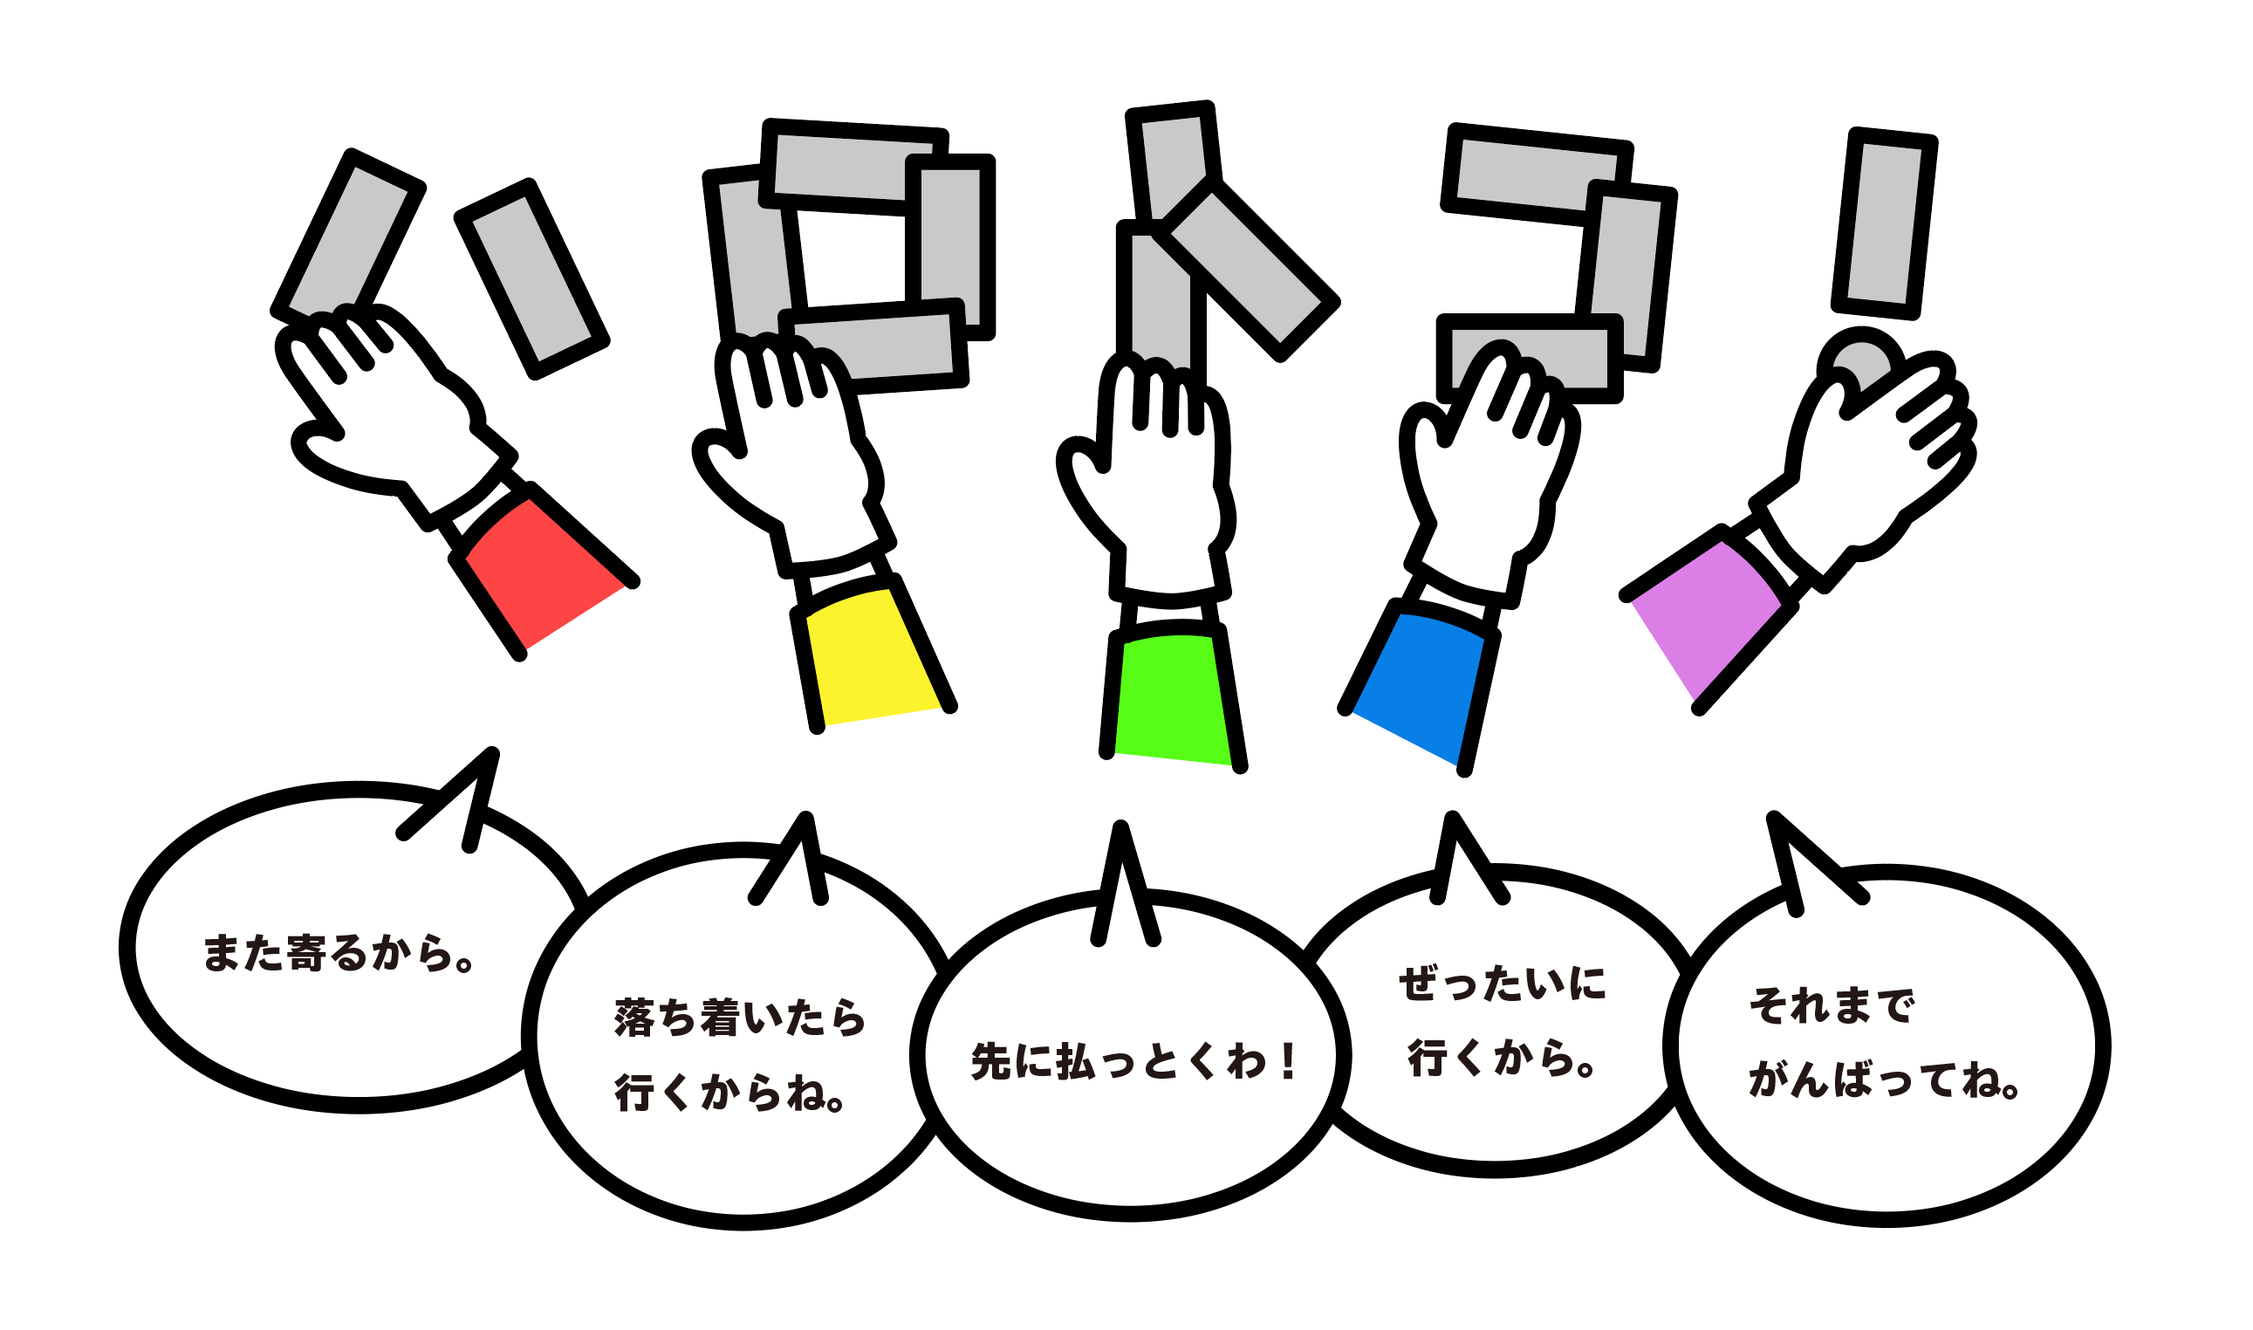 ハロトコ!
また寄るから。
落ち着いたら
行くからね。
先に払っとくわ!
ぜったいに
行くから。
それまで
がんばってね。